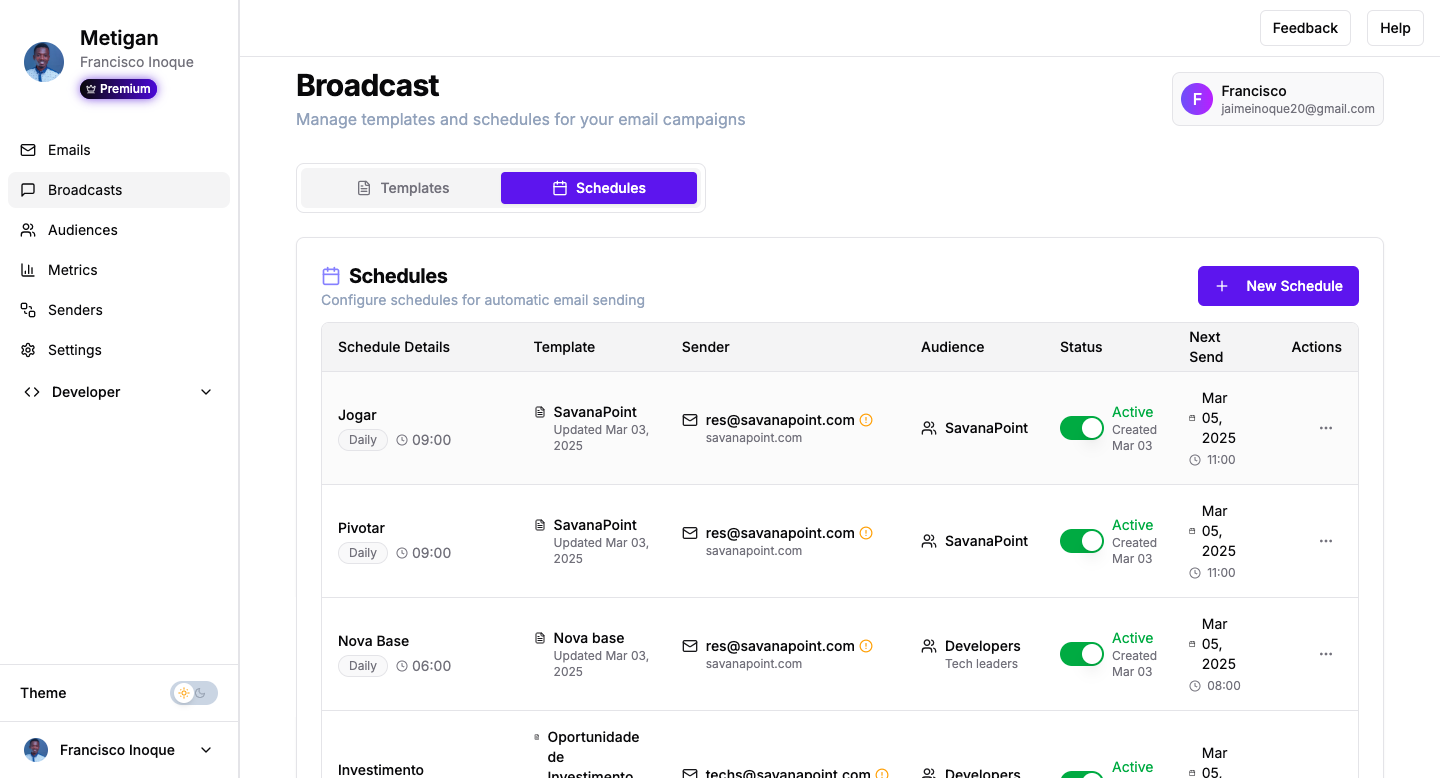 Metigan
Francisco Inoque
Premium
Emails
Broadcasts
Audiences
Metrics
Senders
Settings
Developer
Theme
Francisco Inoque
Feedback
Help
Broadcast
Manage templates and schedules for your email campaigns
F
Francisco
jaimeinoque20@gmail.com
Templates
Schedules
Schedules
Configure schedules for automatic email sending
New Schedule
Schedule Details
Template
Sender
Audience
Status
Next
Send
Actions
Jogar
Daily
09:00
SavanaPoint
Updated Mar 03,
2025
res@savanapoint.com
savanapoint.com
SavanaPoint
Active
Created
Mar 03
Mar
05,
2025
11:00
Pivotar
Daily
09:00
SavanaPoint
Updated Mar 03,
2025
res@savanapoint.com
savanapoint.com
SavanaPoint
Active
Created
Mar 03
Mar
05,
2025
11:00
Nova Base
Daily
06:00
Nova base
Updated Mar 03,
2025
res@savanapoint.com
savanapoint.com
Developers
Tech leaders
Active
Created
Mar 03
Mar
05,
2025
08:00
Investimento
Oportunidade
de
Investimento
techs@savanapoint.com
Developers
Active
Mar
05,